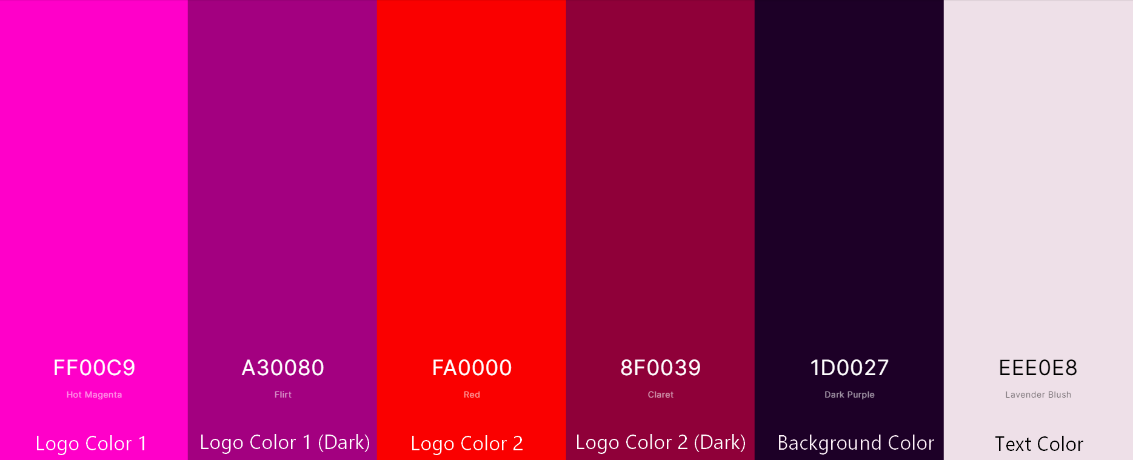 FF00C9
Hot Magenta
Logo Color 1
A30080
Flirt
Logo Color 1 (Dark)
FA0000
Red
Logo Color 2
8F0039
Claret
Logo Color 2 (Dark)
1D0027
Dark Purple
Background Color
EEE0E8
Lavender Blush
Text Color